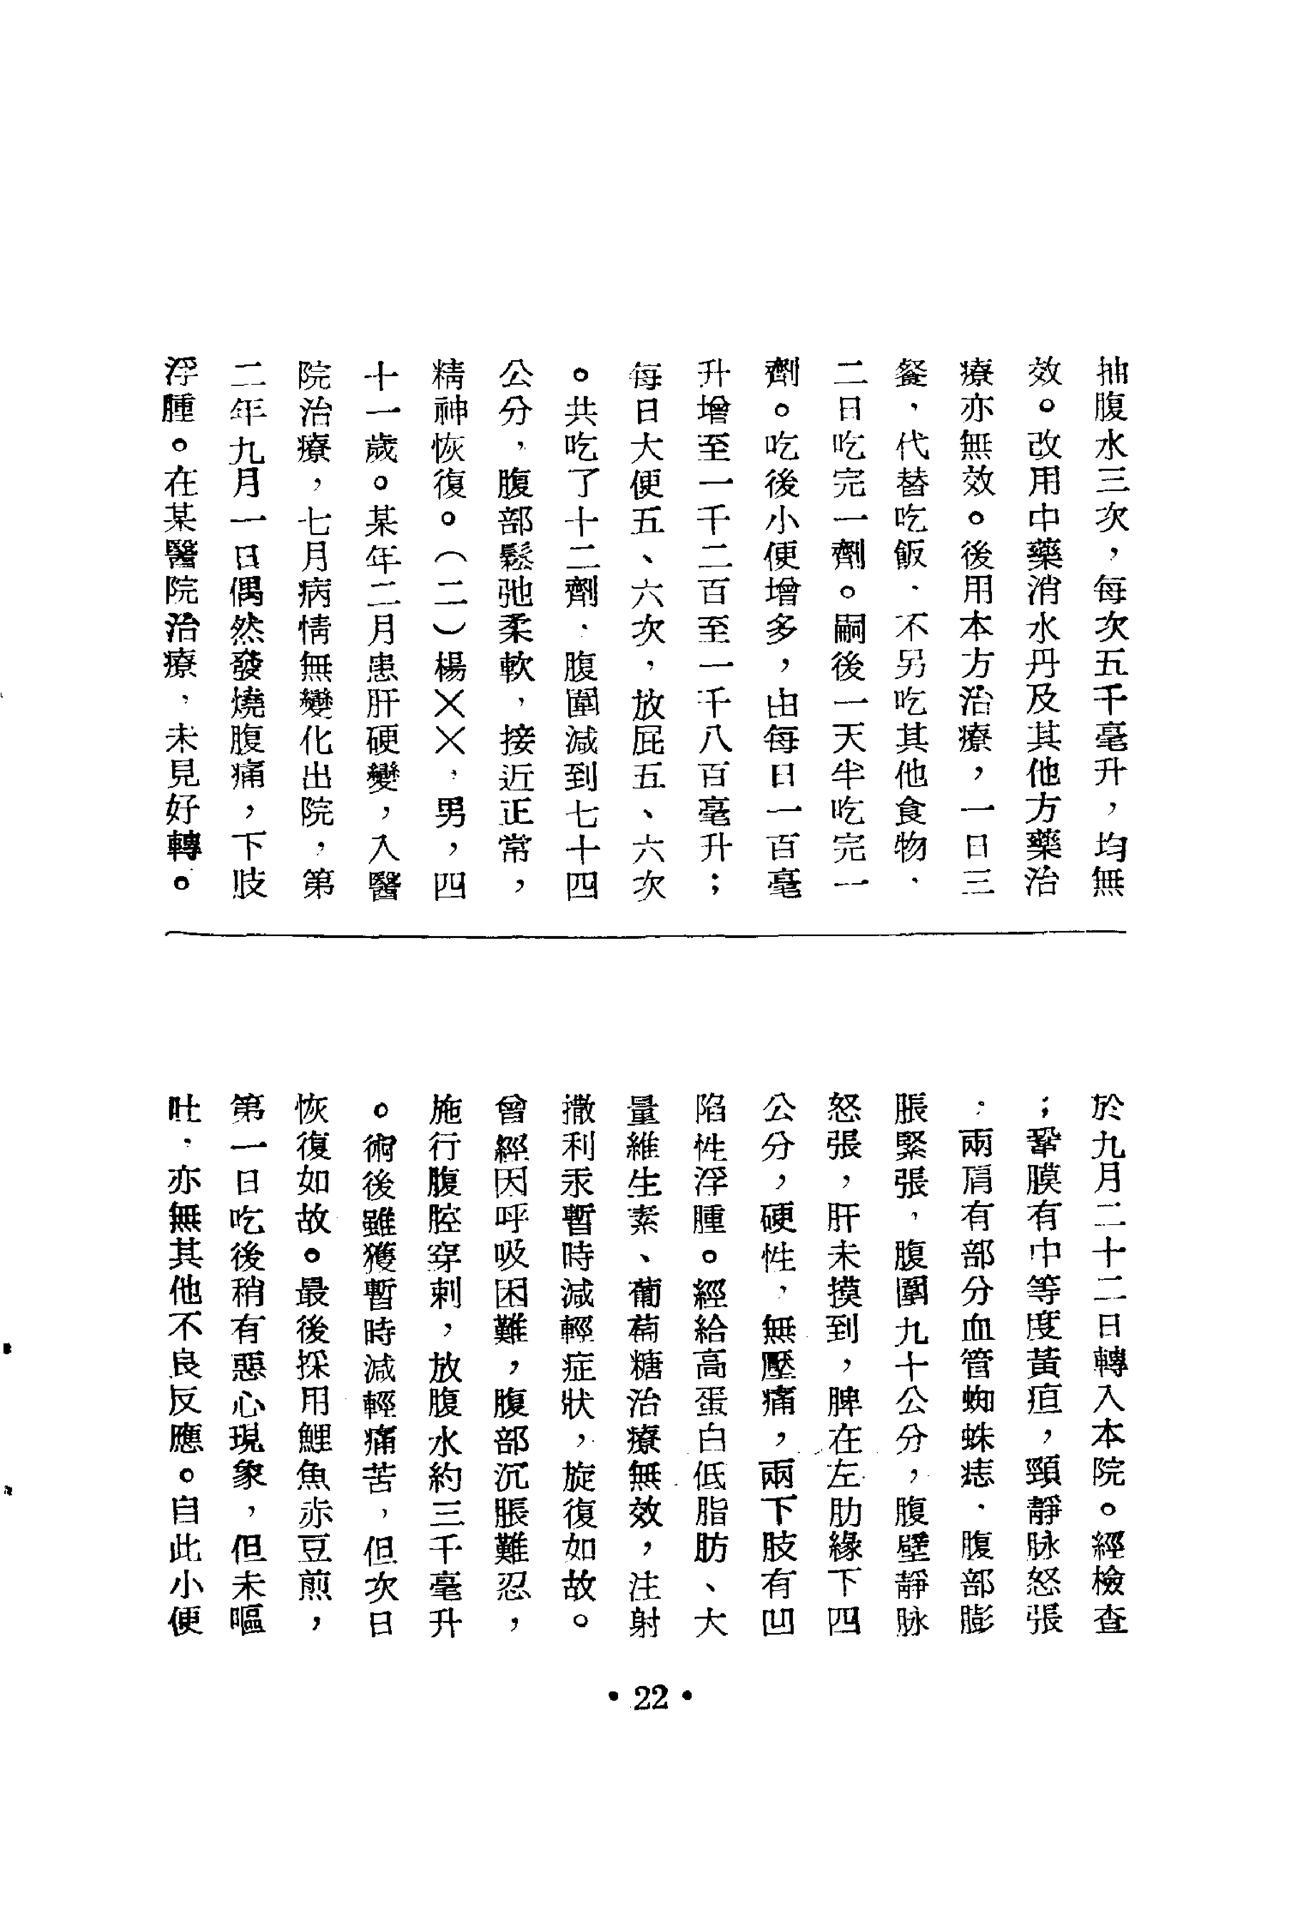 抽腹水三次，每次五千毫升，均無
效。改用中藥消水丹及其他方藥治
療亦無效。後用本方治療，一日三
餐，代替吃飯，不另吃其他食物，
二日吃完一劑。嗣後一天半吃完一
劑。吃後小便增多，由每日一百毫
升增至一千二百至一千八百毫升；
每日大便五、六次，放屁五、六次
。共吃了十二劑，腹圍減到七十四
公分，腹部鬆弛柔軟，接近正常，
精神恢復。（二）楊××，男，四
十一歲。某年二月患肝硬變，入醫
院治療，七月病情無變化出院，第
二年九月一日偶然發燒腹痛，下肢
浮腫。在某醫院治療，未見好轉。
於九月二十二日轉入本院。經檢查
；鞏膜有中等度黃疸，頸靜脉怒張
，兩肩有部分血管蜘蛛痣，腹部膨
脹緊張，腹圍九十公分，腹壁靜脉
怒張，肝未摸到，脾在左肋緣下四
公分，硬性，無壓痛，兩下肢有凹
陷性浮腫。經給高蛋白低脂肪、大
量維生素、葡萄糖治療無效，注射
撒利汞暫時減輕症狀，旋復如故。
曾經因呼吸困難，腹部沉脹難忍，
施行腹腔穿刺，放腹水約三千毫升
。術後雖獲暫時減輕痛苦，但次日
恢復如故。最後採用鯉魚赤豆煎，
第一日吃後稍有惡心現象，但未嘔
吐，亦無其他不良反應。自此小便
• 22 •